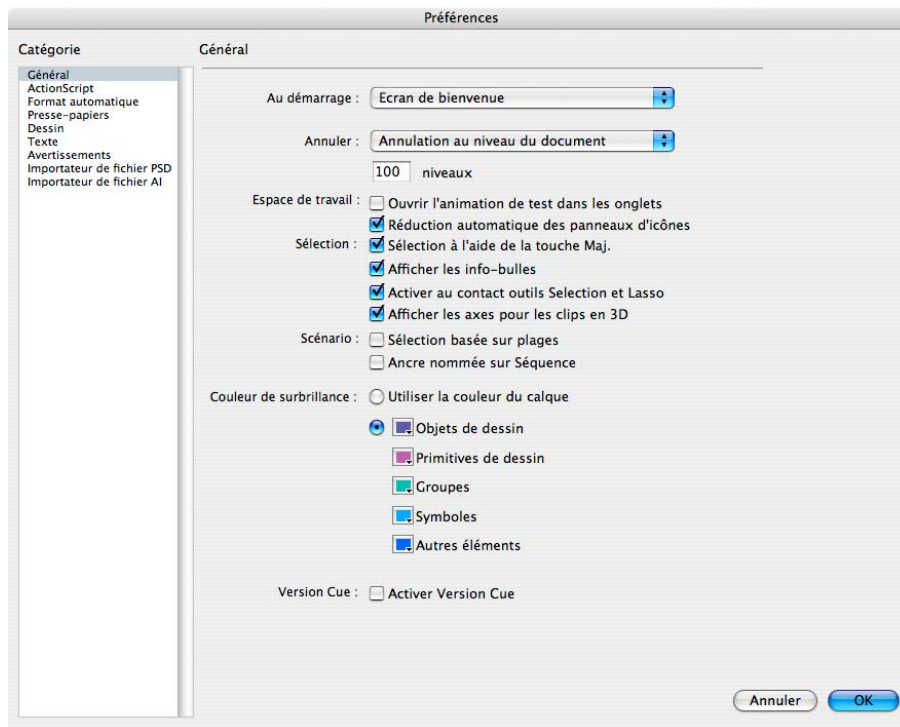 Préférences
Catégorie
Général
ActionScript
Format automatique
Presse-papiers
Dessin
Texte
Avertissements
Importateur de fichier PSD
Importateur de fichier AI
Général
Au démarrage : Ecran de bienvenue
Annuler : Annulation au niveau du document
100 niveaux
Espace de travail : Ouvrir l'animation de test dans les onglets
Réduction automatique des panneaux d'icônes
Sélection : Sélection à l'aide de la touche Maj.
Afficher les info-bulles
Activer au contact outils Selection et Lasso
Afficher les axes pour les clips en 3D
Scénario : Sélection basée sur plages
Ancre nommée sur Séquence
Couleur de surbrillance : Utiliser la couleur du calque
Objets de dessin
Primitives de dessin
Groupes
Symboles
Autres éléments
Version Cue : Activer Version Cue
Annuler OK